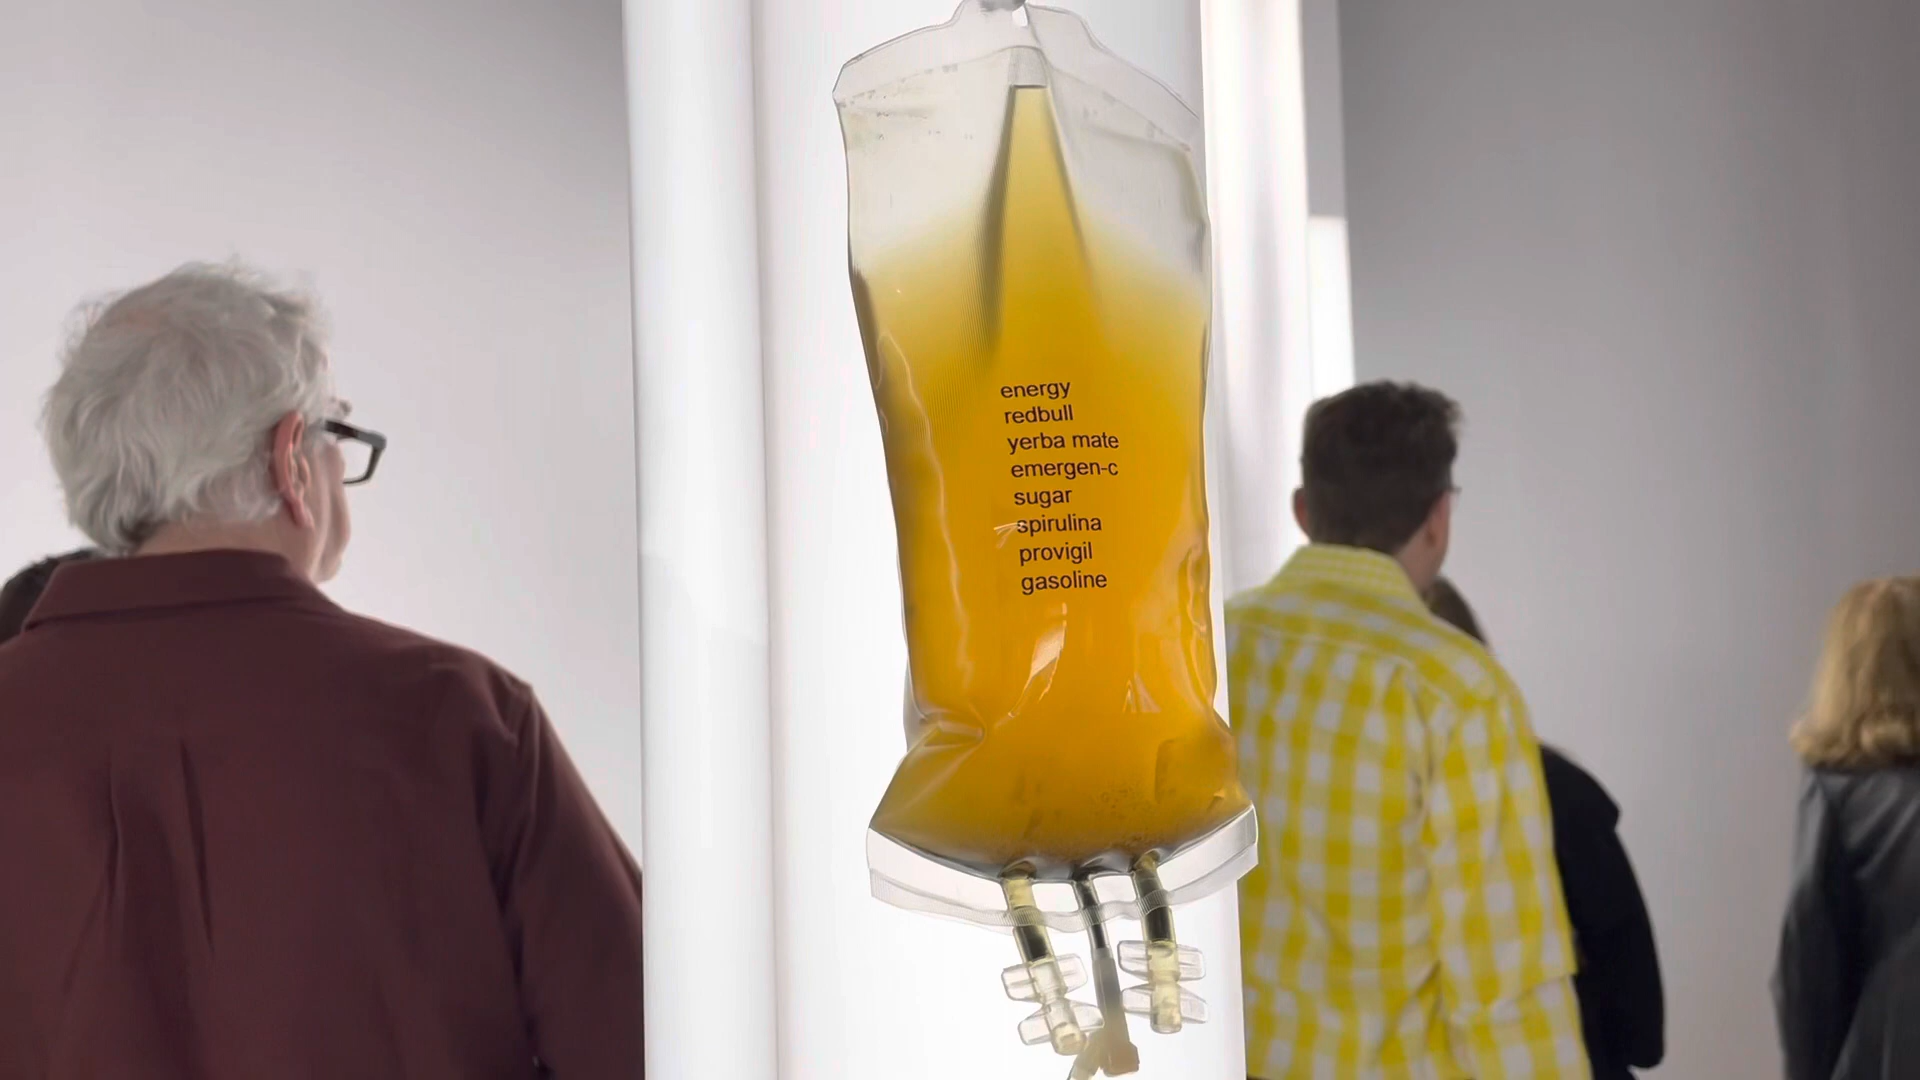 energy
redbull
yerba mate
emergen-c
sugar
spirulina
provigil
gasoline